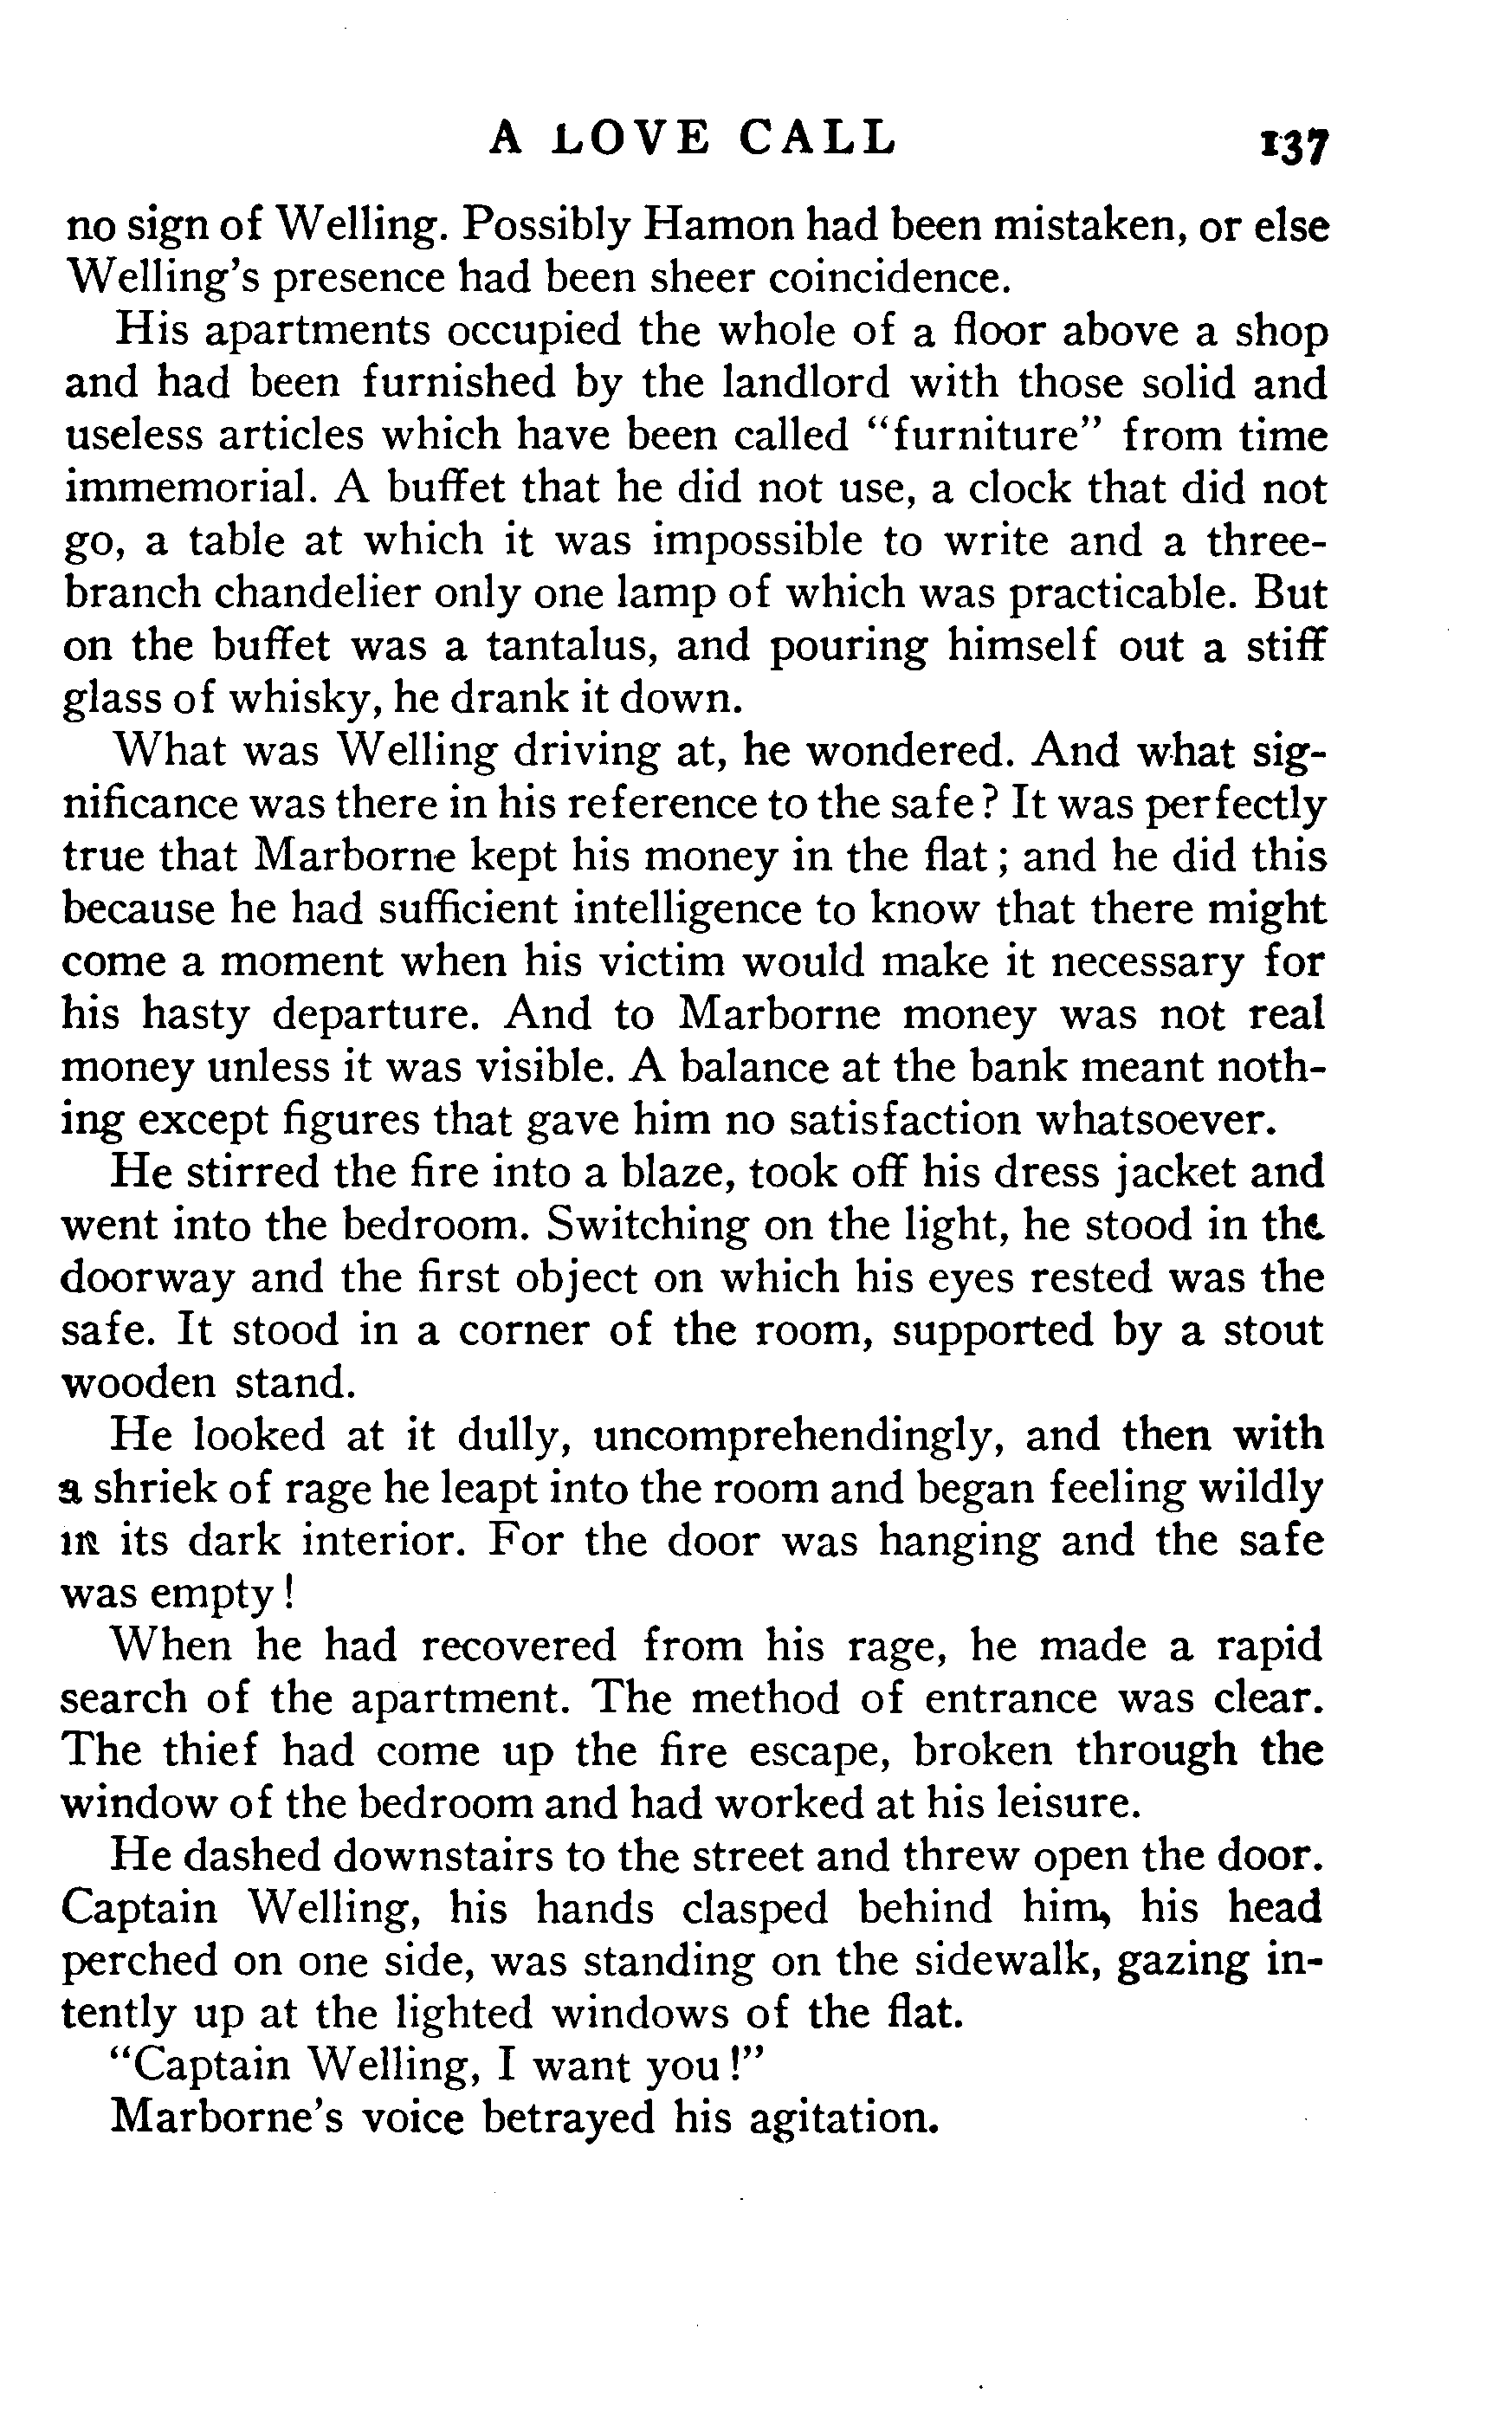 A LOVE CALL 137
no sign of Welling. Possibly Hamon had been mistaken, or else
Welling's presence had been sheer coincidence.
His apartments occupied the whole of a floor above a shop
and had been furnished by the landlord with those solid and
useless articles which have been called "furniture" from time
immemorial. A buffet that he did not use, a clock that did not
go, a table at which it was impossible to write and a three-
branch chandelier only one lamp of which was practicable. But
on the buffet was a tantalus, and pouring himself out a stiff
glass of whisky, he drank it down.
What was Welling driving at, he wondered. And what sig-
nificance was there in his reference to the safe? It was perfectly
true that Marborne kept his money in the flat; and he did this
because he had sufficient intelligence to know that there might
come a moment when his victim would make it necessary for
his hasty departure. And to Marborne money was not real
money unless it was visible. A balance at the bank meant noth-
ing except figures that gave him no satisfaction whatsoever.
He stirred the fire into a blaze, took off his dress jacket and
went into the bedroom. Switching on the light, he stood in the
doorway and the first object on which his eyes rested was the
safe. It stood in a corner of the room, supported by a stout
wooden stand.
He looked at it dully, uncomprehendingly, and then with
a shriek of rage he leapt into the room and began feeling wildly
in its dark interior. For the door was hanging and the safe
was empty!
When he had recovered from his rage, he made a rapid
search of the apartment. The method of entrance was clear.
The thief had come up the fire escape, broken through the
window of the bedroom and had worked at his leisure.
He dashed downstairs to the street and threw open the door.
Captain Welling, his hands clasped behind him, his head
perched on one side, was standing on the sidewalk, gazing in-
tently up at the lighted windows of the flat.
"Captain Welling, I want you!"
Marborne's voice betrayed his agitation.